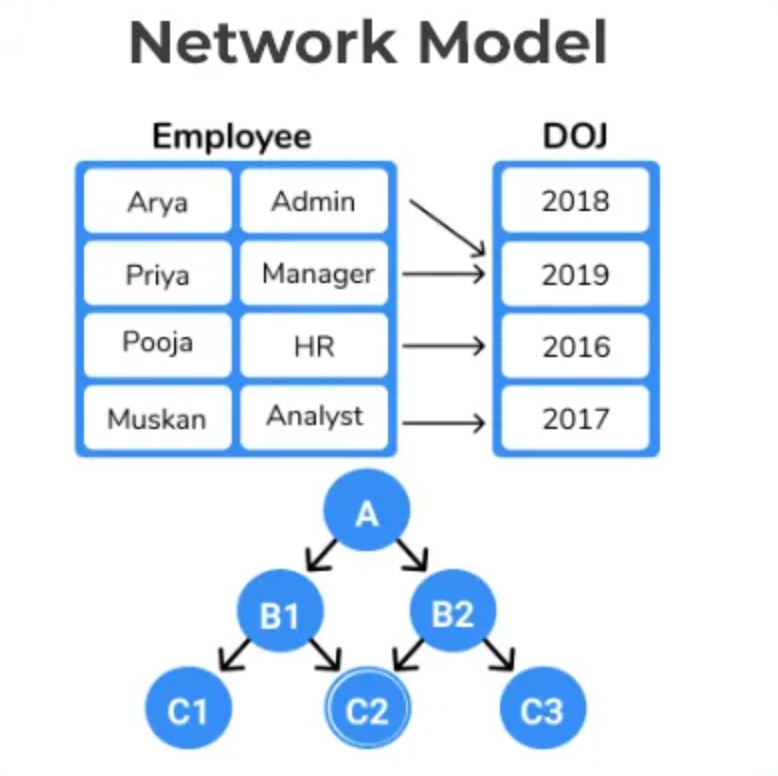 Network Model
Employee DOJ
Arya Admin 2018
Priya Manager 2019
Pooja HR 2016
Muskan Analyst 2017
A
B1 B2
C1 C2 C3